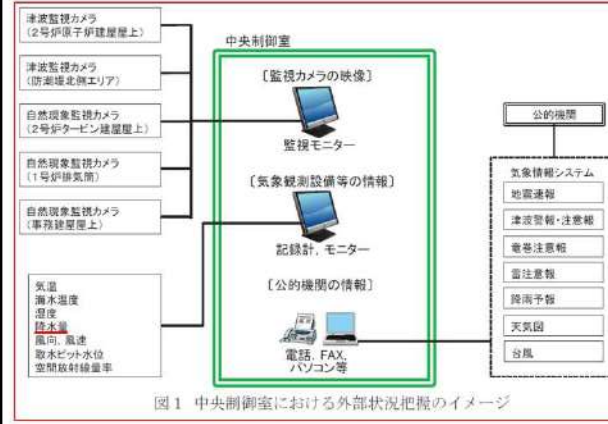 津波監視カメラ
(2号炉原子炉建屋屋上)
津波監視カメラ
(防潮堤北側エリア)
自然現象監視カメラ
(2号炉タービン建屋屋上)
自然現象監視カメラ
(1号炉排気筒)
自然現象監視カメラ
(事務建屋屋上)
気温
海水温度
湿度
降水量
風向，風速
取水ピット水位
空間放射線量率
中央制御室
〔監視カメラの映像〕
監視モニター
〔気象観測設備等の情報〕
記録計，モニター
〔公的機関の情報〕
電話，FAX，
パソコン等
公的機関
気象情報システム
地震速報
津波警報・注意報
竜巻注意報
雷注意報
降雨予報
天気図
台風
図1 中央制御室における外部状況把握のイメージ